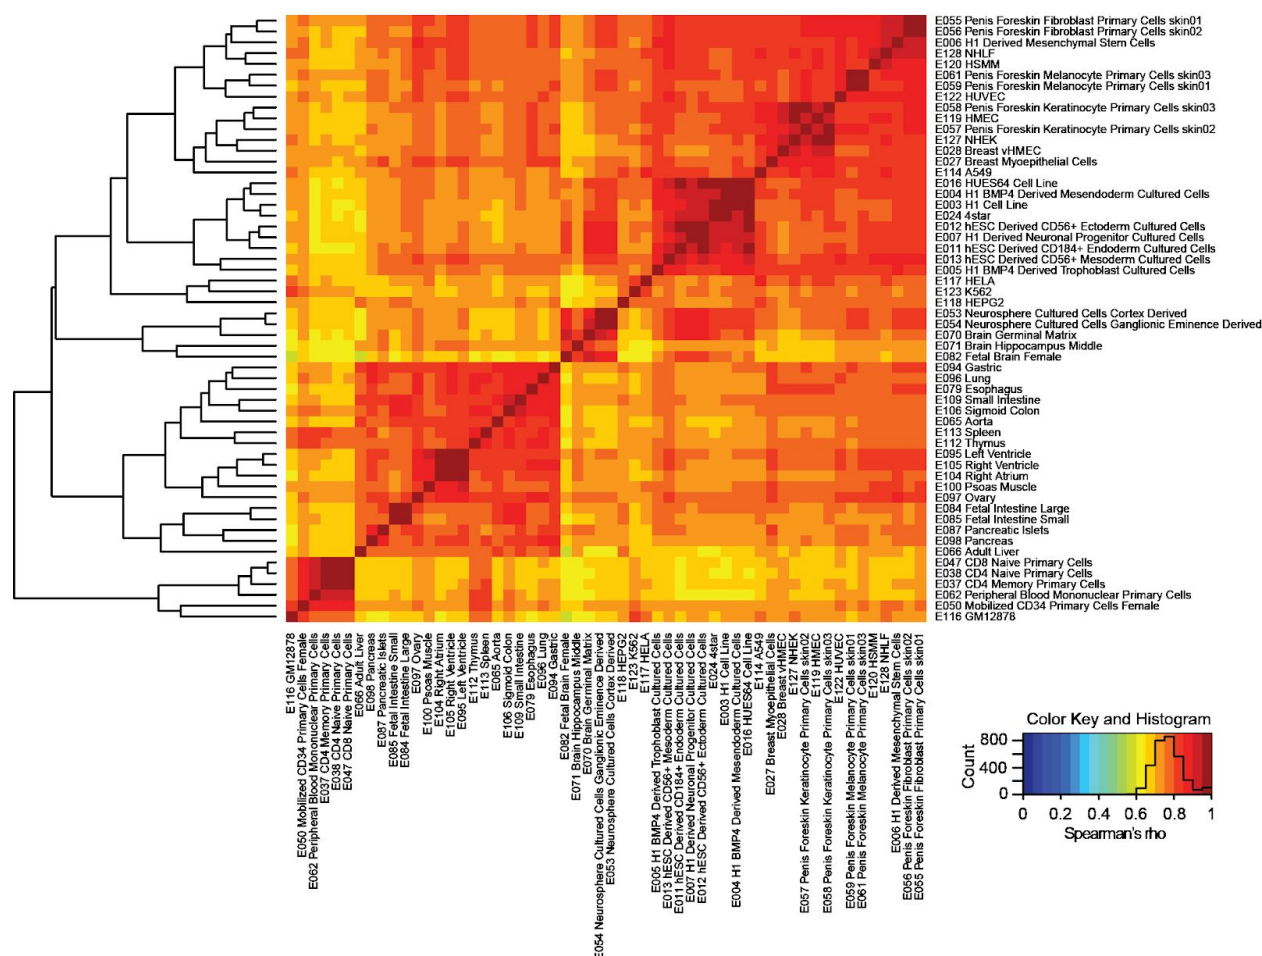 E055 Penis Foreskin Fibroblast Primary Cells skin01
E056 Penis Foreskin Fibroblast Primary Cells skin02
E006 H1 Derived Mesenchymal Stem Cells
E128 NHLF
E120 HSMM
E061 Penis Foreskin Melanocyte Primary Cells skin03
E059 Penis Foreskin Melanocyte Primary Cells skin01
E122 HUVEC
E058 Penis Foreskin Keratinocyte Primary Cells skin03
E119 HMEC
E057 Penis Foreskin Keratinocyte Primary Cells skin02
E127 NHEK
E028 Breast vHMEC
E027 Breast Myoepithelial Cells
E114 A549
E016 HUES64 Cell Line
E004 H1 BMP4 Derived Mesendoderm Cultured Cells
E003 H1 Cell Line
E024 4star
E012 hESC Derived CD56+ Ectoderm Cultured Cells
E007 H1 Derived Neuronal Progenitor Cultured Cells
E011 hESC Derived CD184+ Endoderm Cultured Cells
E013 hESC Derived CD56+ Mesoderm Cultured Cells
E005 H1 BMP4 Derived Trophoblast Cultured Cells
E117 HELA
E123 K562
E118 HEPG2
E053 Neurosphere Cultured Cells Cortex Derived
E054 Neurosphere Cultured Cells Ganglionic Eminence Derived
E070 Brain Germinal Matrix
E071 Brain Hippocampus Middle
E082 Fetal Brain Female
E094 Gastric
E096 Lung
E079 Esophagus
E109 Small Intestine
E106 Sigmoid Colon
E065 Aorta
E113 Spleen
E112 Thymus
E095 Left Ventricle
E105 Right Ventricle
E104 Right Atrium
E100 Psoas Muscle
E097 Ovary
E084 Fetal Intestine Large
E085 Fetal Intestine Small
E087 Pancreatic Islets
E098 Pancreas
E066 Adult Liver
E047 CD8 Naive Primary Cells
E038 CD4 Naive Primary Cells
E037 CD4 Memory Primary Cells
E062 Peripheral Blood Mononuclear Primary Cells
E050 Mobilized CD34 Primary Cells Female
E116 GM12878
E116 GM12878
E050 Mobilized CD34 Primary Cells Female
E062 Peripheral Blood Mononuclear Primary Cells
E037 CD4 Memory Primary Cells
E038 CD4 Naive Primary Cells
E047 CD8 Naive Primary Cells
E066 Adult Liver
E098 Pancreas
E087 Pancreatic Islets
E085 Fetal Intestine Small
E084 Fetal Intestine Large
E097 Ovary
E100 Psoas Muscle
E104 Right Atrium
E105 Right Ventricle
E095 Left Ventricle
E112 Thymus
E113 Spleen
E065 Aorta
E106 Sigmoid Colon
E109 Small Intestine
E079 Esophagus
E096 Lung
E094 Gastric
E082 Fetal Brain Female
E071 Brain Hippocampus Middle
E070 Brain Germinal Matrix
E054 Neurosphere Cultured Cells Ganglionic Eminence Derived
E053 Neurosphere Cultured Cells Cortex Derived
E118 HEPG2
E123 K562
E117 HELA
E005 H1 BMP4 Derived Trophoblast Cultured Cells
E013 hESC Derived CD56+ Mesoderm Cultured Cells
E011 hESC Derived CD184+ Endoderm Cultured Cells
E007 H1 Derived Neuronal Progenitor Cultured Cells
E012 hESC Derived CD56+ Ectoderm Cultured Cells
E024 4star
E003 H1 Cell Line
E004 H1 BMP4 Derived Mesendoderm Cultured Cells
E016 HUES64 Cell Line
E114 A549
E027 Breast Myoepithelial Cells
E028 Breast vHMEC
E127 NHEK
E057 Penis Foreskin Keratinocyte Primary Cells skin02
E119 HMEC
E058 Penis Foreskin Keratinocyte Primary Cells skin03
E122 HUVEC
E059 Penis Foreskin Melanocyte Primary Cells skin01
E061 Penis Foreskin Melanocyte Primary Cells skin03
E120 HSMM
E128 NHLF
E006 H1 Derived Mesenchymal Stem Cells
E056 Penis Foreskin Fibroblast Primary Cells skin02
E055 Penis Foreskin Fibroblast Primary Cells skin01
Color Key and Histogram
Count
800
400
0
0 0.2 0.4 0.6 0.8 1
Spearman's rho